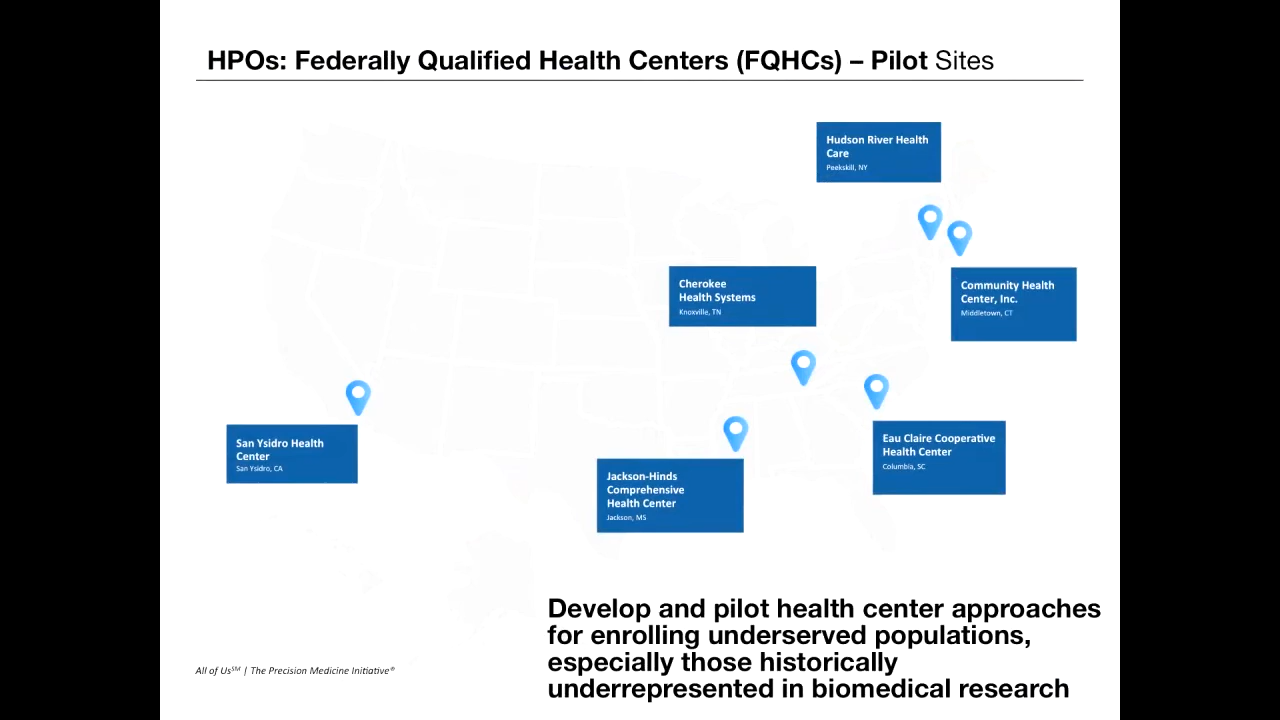 HPOs: Federally Qualified Health Centers (FQHCs) – Pilot Sites
Hudson River Health
Care
Peekskill, NY
Cherokee
Health Systems
Knoxville, TN
Community Health
Center, Inc.
Middletown, CT
San Ysidro Health
Center
San Ysidro, CA
Eau Claire Cooperative
Health Center
Columbia, SC
Jackson-Hinds
Comprehensive
Health Center
Jackson, MS
Develop and pilot health center approaches
for enrolling underserved populations,
especially those historically
underrepresented in biomedical research
All of Us℠ | The Precision Medicine Initiative®